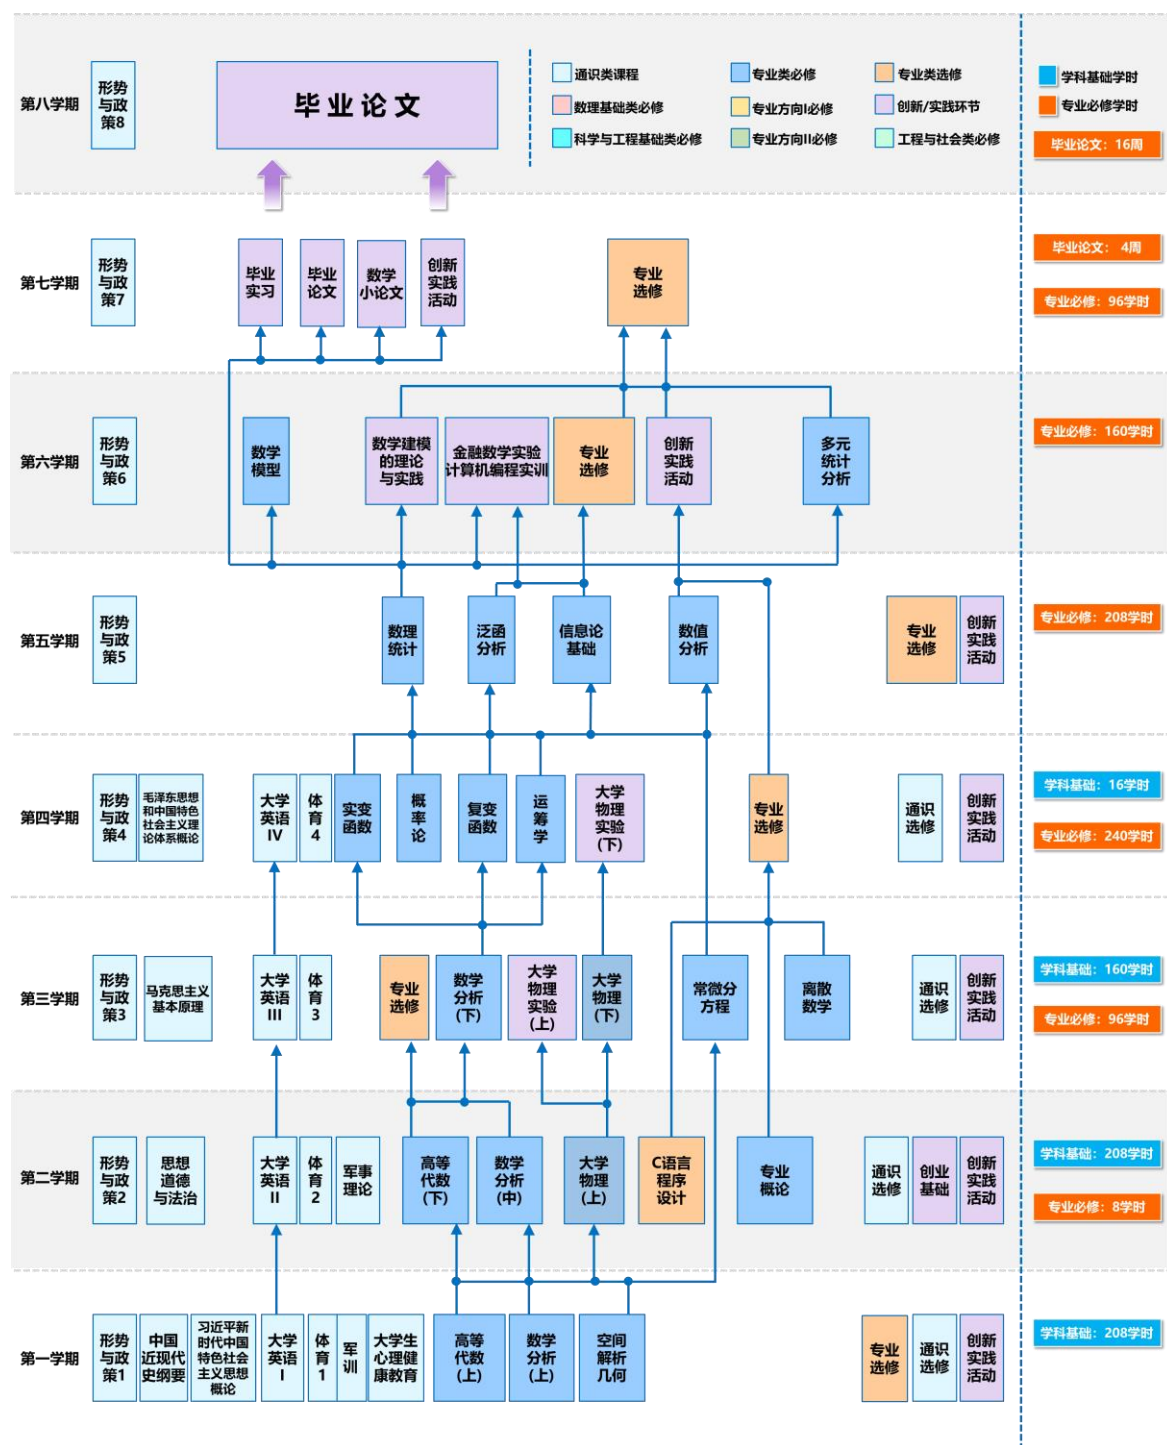 第八学期
形势
与政
策8
毕业论文
通识类课程
专业类必修
专业类选修
数理基础类必修
专业方向I必修
创新/实践环节
科学与工程基础类必修
专业方向II必修
工程与社会类必修
学科基础学时
专业必修学时
毕业论文：16周
第七学期
形势
与政
策7
毕业
实习
毕业
论文
数学
小论文
创新
实践
活动
专业
选修
毕业论文： 4周
专业必修：96学时
第六学期
形势
与政
策6
数学
模型
数学建模
的理论
与实践
金融数学实验
计算机编程实训
专业
选修
创新
实践
活动
多元
统计
分析
专业必修：160学时
第五学期
形势
与政
策5
数理
统计
泛函
分析
信息论
基础
数值
分析
专业
选修
创新
实践
活动
专业必修：208学时
第四学期
形势
与政
策4
毛泽东思想
和中国特色
社会主义理
论体系概论
大学
英语
IV
体
育
4
实变
函数
概
率
论
复变
函数
运
筹
学
大学
物理
实验
(下)
专业
选修
通识
选修
创新
实践
活动
学科基础：16学时
专业必修：240学时
第三学期
形势
与政
策3
马克思主义
基本原理
大学
英语
III
体
育
3
专业
选修
数学
分析
(下)
大学
物理
实验
(上)
大学
物理
(下)
常微分
方程
离散
数学
通识
选修
创新
实践
活动
学科基础：160学时
专业必修：96学时
第二学期
形势
与政
策2
思想
道德
与法治
大学
英语
II
体
育
2
军事
理论
高等
代数
(下)
数学
分析
(中)
大学
物理
(上)
C语言
程序
设计
专业
概论
通识
选修
创业
基础
创新
实践
活动
学科基础：208学时
专业必修：8学时
第一学期
形势
与政
策1
中国
近现代
史纲要
习近平新
时代中国
特色社会
主义思想
概论
大学
英语
I
体
育
1
军
训
大学生
心理健
康教育
高等
代数
(上)
数学
分析
(上)
空间
解析
几何
专业
选修
通识
选修
创新
实践
活动
学科基础：208学时